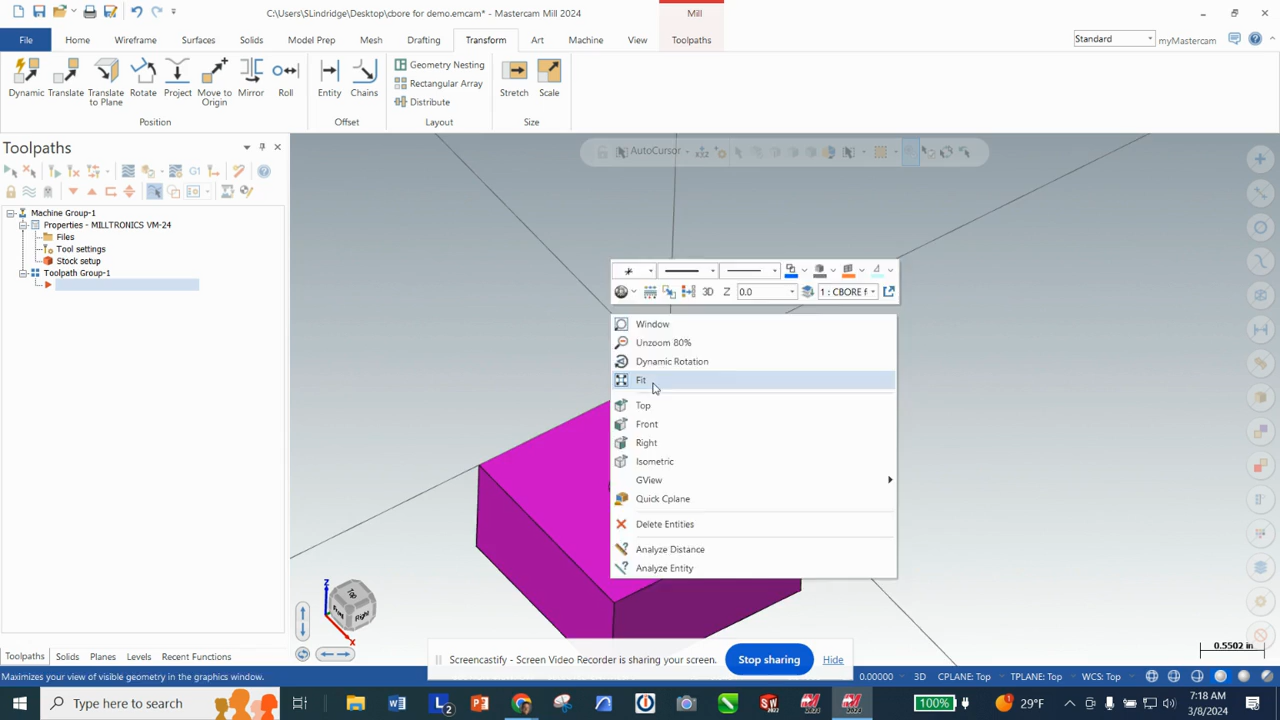 C:\Users\SLindridge\Desktop\cbore for demo.emcam* - Mastercam Mill 2024
Mill
File Home Wireframe Surfaces Solids Model Prep Mesh Drafting Transform Art Machine View Toolpaths
Standard
myMastercam
Dynamic Translate Translate to Plane Rotate Project Move to Origin Mirror Roll
Entity Chains
Geometry Nesting
Rectangular Array
Distribute
Stretch Scale
Position Offset Layout Size
Toolpaths
AutoCursor
G1
Machine Group-1
Properties - MILLTRONICS VM-24
Files
Tool settings
Stock setup
Toolpath Group-1
3D Z 0.0 1 : CBORE f
Window
Unzoom 80%
Dynamic Rotation
Fit
Top
Front
Right
Isometric
GView
Quick Cplane
Delete Entities
Analyze Distance
Analyze Entity
Z
Top
Front
Right
X
0.5502 in
Toolpaths Solids Planes Levels Recent Functions
Screencastify - Screen Video Recorder is sharing your screen.
Stop sharing
Hide
Maximizes your view of visible geometry in the graphics window.
0.00000 3D CPLANE: Top TPLANE: Top WCS: Top
Type here to search
2
100%
29°F
7:18 AM
3/8/2024